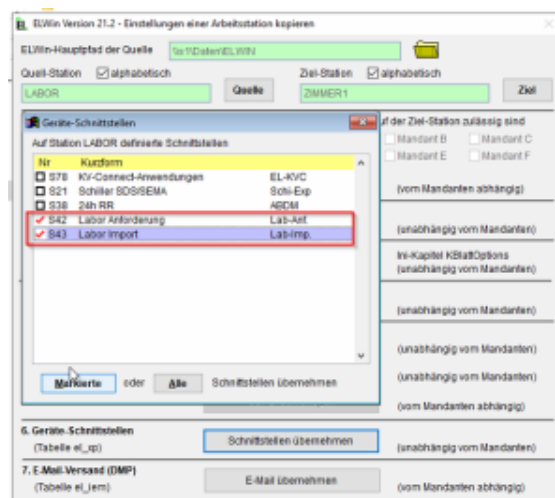 ELWin Version 21.2 - Einstellungen einer Arbeitsstation kopieren
ELWin-Hauptpfad der Quelle
Quell-Station alphabetisch Ziel-Station alphabetisch
LABOR Quelle ZIMMER1 Ziel
Geräte-Schnittstellen
uf der Ziel-Station zulässig sind
Auf Station LABOR definierte Schnittstellen
Mandant B Mandant C
Mandant E Mandant F
Nr Kurzform
S78 KV-Connect-Anwendungen EL-KVC
S21 Schiller SDS/SEMA Schi-Exp
S38 24h RR ABDM
S42 Labor Anforderung Lab-Anf.
S43 Labor Import Lab-Imp.
(vom Mandanten abhängig)
(unabhängig vom Mandanten)
Ini-Kapitel KBlattOptions
(unabhängig vom Mandanten)
(unabhängig vom Mandanten)
(unabhängig vom Mandanten)
Markierte oder Alle Schnittstellen übernehmen
(unabhängig vom Mandanten)
(vom Mandanten abhängig)
6. Geräte-Schnittstellen
(Tabelle el_xp) Schnittstellen übernehmen (unabhängig vom Mandanten)
7. E-Mail-Versand (DMP)
(Tabelle el_iem) E-Mail übernehmen (vom Mandanten abhängig)